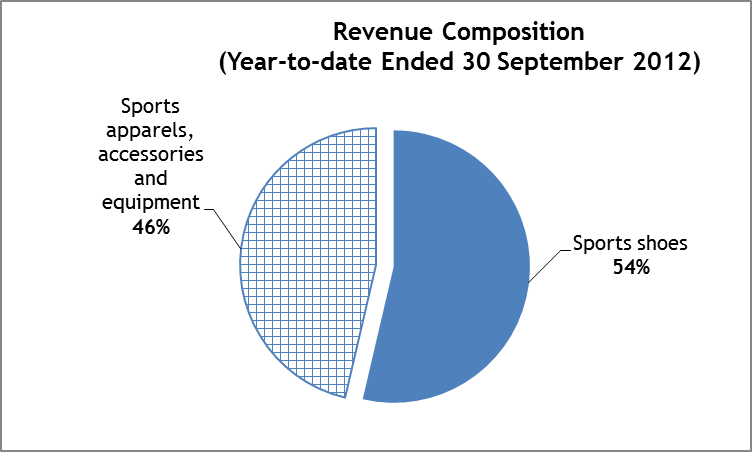 Revenue Composition
(Year-to-date Ended 30 September 2012)
Sports
apparels,
accessories
and
equipment
46%
Sports shoes
54%